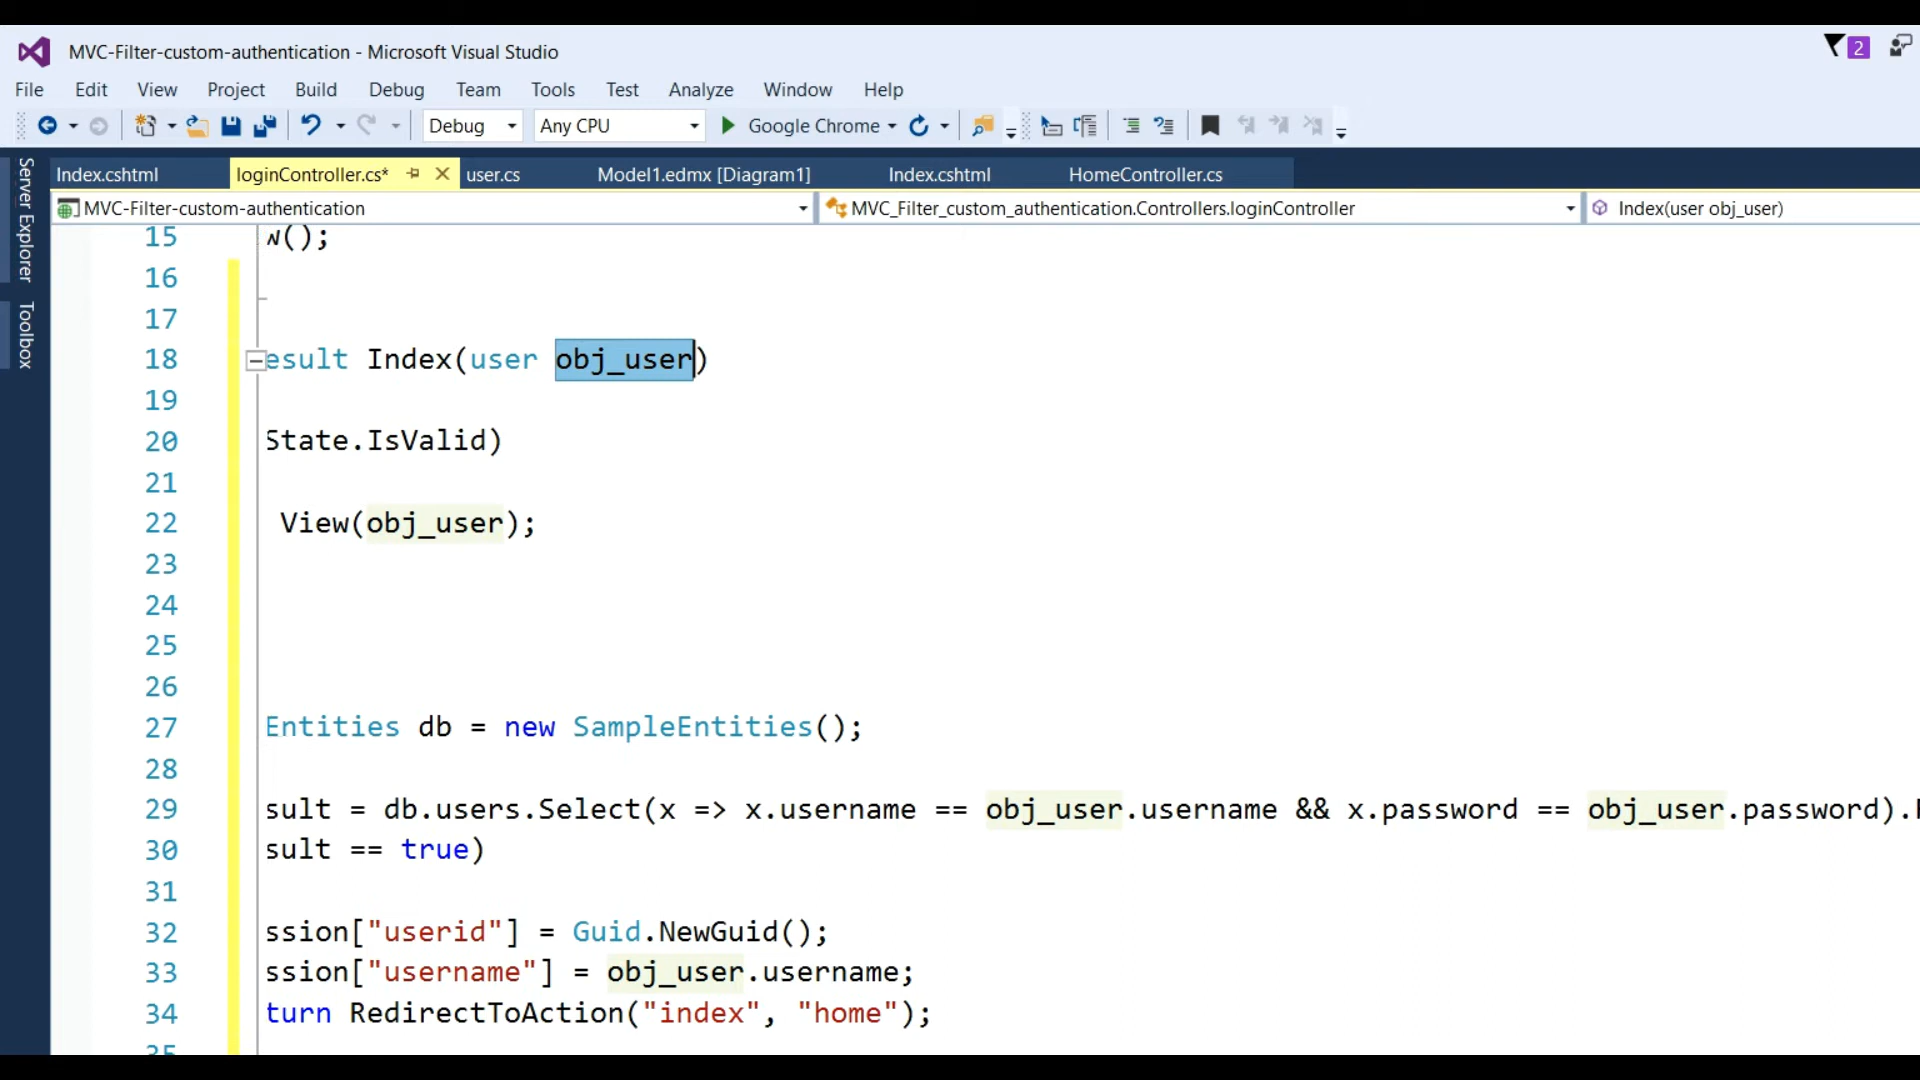 MVC-Filter-custom-authentication - Microsoft Visual Studio
2
File Edit View Project Build Debug Team Tools Test Analyze Window Help
Debug Any CPU Google Chrome
Server Explorer
Toolbox
Index.cshtml loginController.cs* user.cs Model1.edmx [Diagram1] Index.cshtml HomeController.cs
MVC-Filter-custom-authentication MVC_Filter_custom_authentication.Controllers.loginController Index(user obj_user)
15 w();
16
17
18 esult Index(user obj_user)
19
20 State.IsValid)
21
22 View(obj_user);
23
24
25
26
27 Entities db = new SampleEntities();
28
29 sult = db.users.Select(x => x.username == obj_user.username && x.password == obj_user.password).
30 sult == true)
31
32 ssion["userid"] = Guid.NewGuid();
33 ssion["username"] = obj_user.username;
34 turn RedirectToAction("index", "home");
35